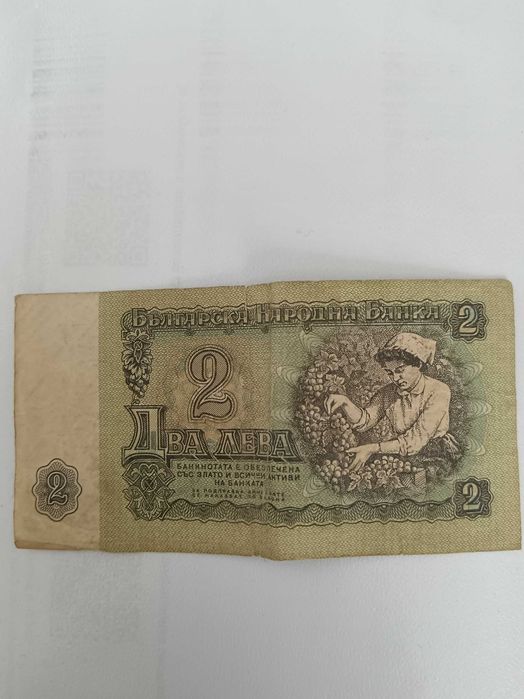 Българска Народна Банка
2
2
Два лева
Банкнотата е обезпечена
със злато и всички активи
на банката
2
2